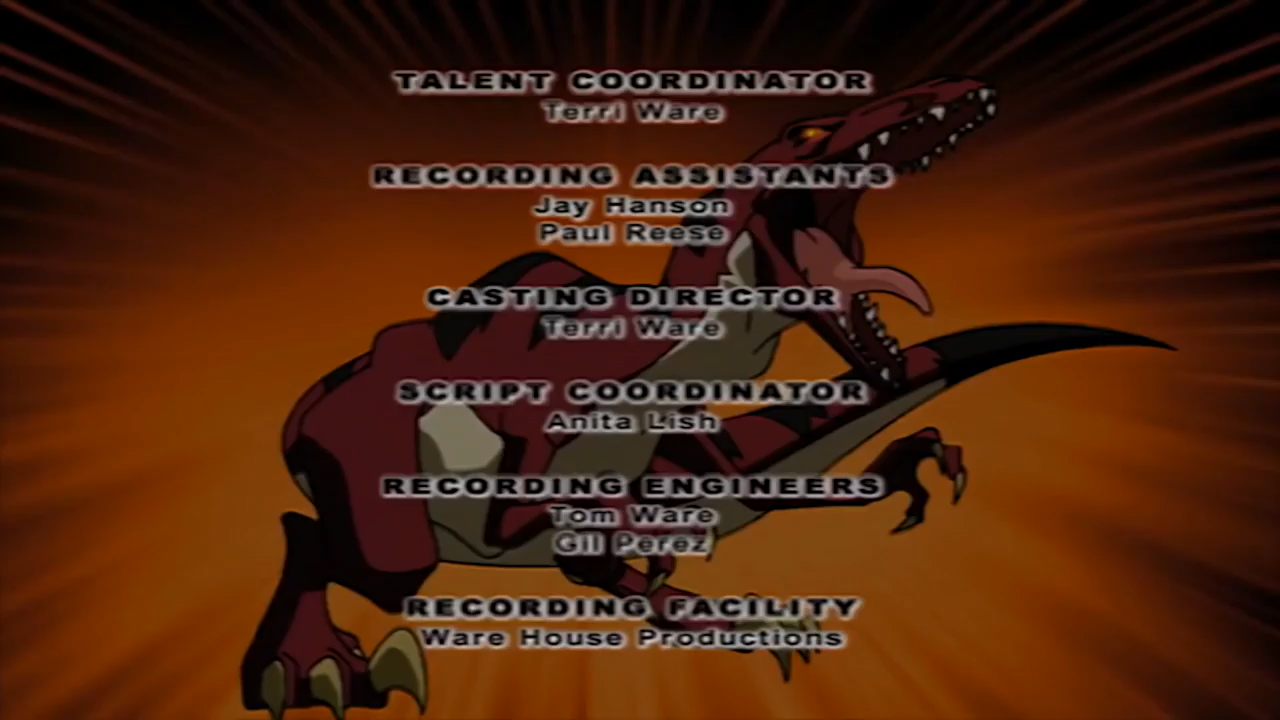 TALENT COORDINATOR
Terri Ware
RECORDING ASSISTANTS
Jay Hanson
Paul Reese
CASTING DIRECTOR
Terri Ware
SCRIPT COORDINATOR
Anita Lish
RECORDING ENGINEERS
Tom Ware
Gil Perez
RECORDING FACILITY
Ware House Productions